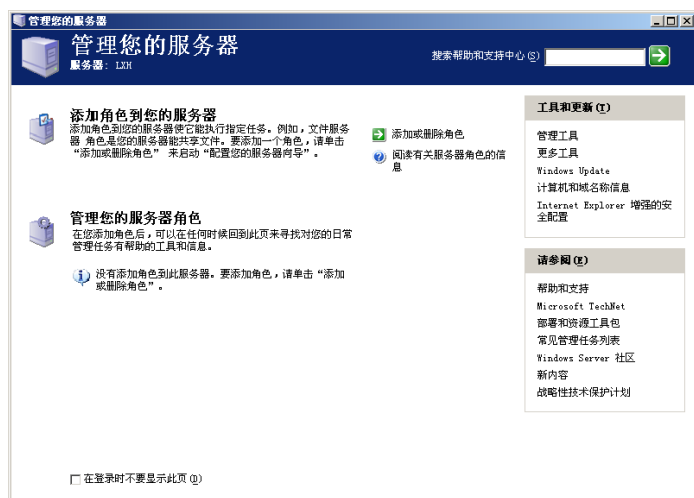 管理您的服务器
管理您的服务器
服务器: LXH
搜索帮助和支持中心(S)
添加角色到您的服务器
添加角色到您的服务器使它能执行指定任务。例如，文件服务
器 角色是您的服务器能共享文件。要添加一个角色，请单击
“添加或删除角色” 来启动“配置您的服务器向导”。
添加或删除角色
阅读有关服务器角色的信
息
管理您的服务器角色
在您添加角色后，可以在任何时候回到此页来寻找对您的日常
管理任务有帮助的工具和信息。
没有添加角色到此服务器。要添加角色，请单击“添加
或删除角色”。
工具和更新(T)
管理工具
更多工具
Windows Update
计算机和域名称信息
Internet Explorer 增强的安
全配置
请参阅(E)
帮助和支持
Microsoft TechNet
部署和资源工具包
常见管理任务列表
Windows Server 社区
新内容
战略性技术保护计划
在登录时不要显示此页(D)